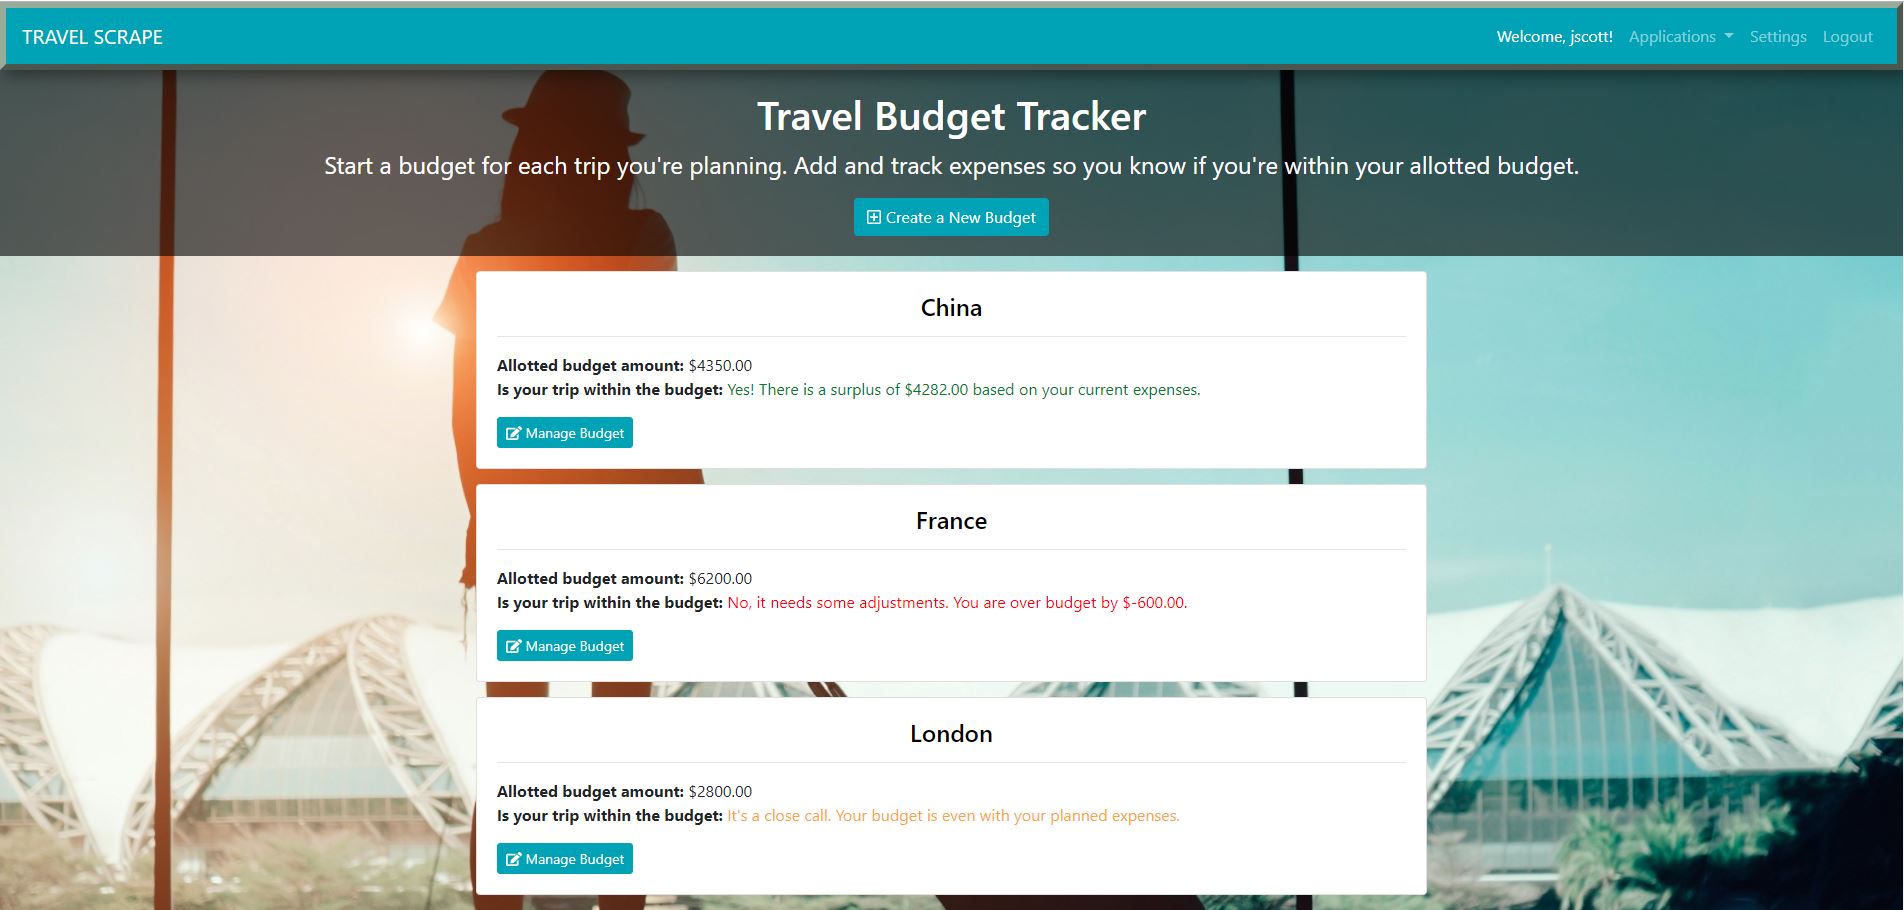 TRAVEL SCRAPE
Welcome, jscott! Applications Settings Logout
Travel Budget Tracker
Start a budget for each trip you're planning. Add and track expenses so you know if you're within your allotted budget.
Create a New Budget
China
Allotted budget amount: $4350.00
Is your trip within the budget: Yes! There is a surplus of $4282.00 based on your current expenses.
Manage Budget
France
Allotted budget amount: $6200.00
Is your trip within the budget: No, it needs some adjustments. You are over budget by $-600.00.
Manage Budget
London
Allotted budget amount: $2800.00
Is your trip within the budget: It's a close call. Your budget is even with your planned expenses.
Manage Budget